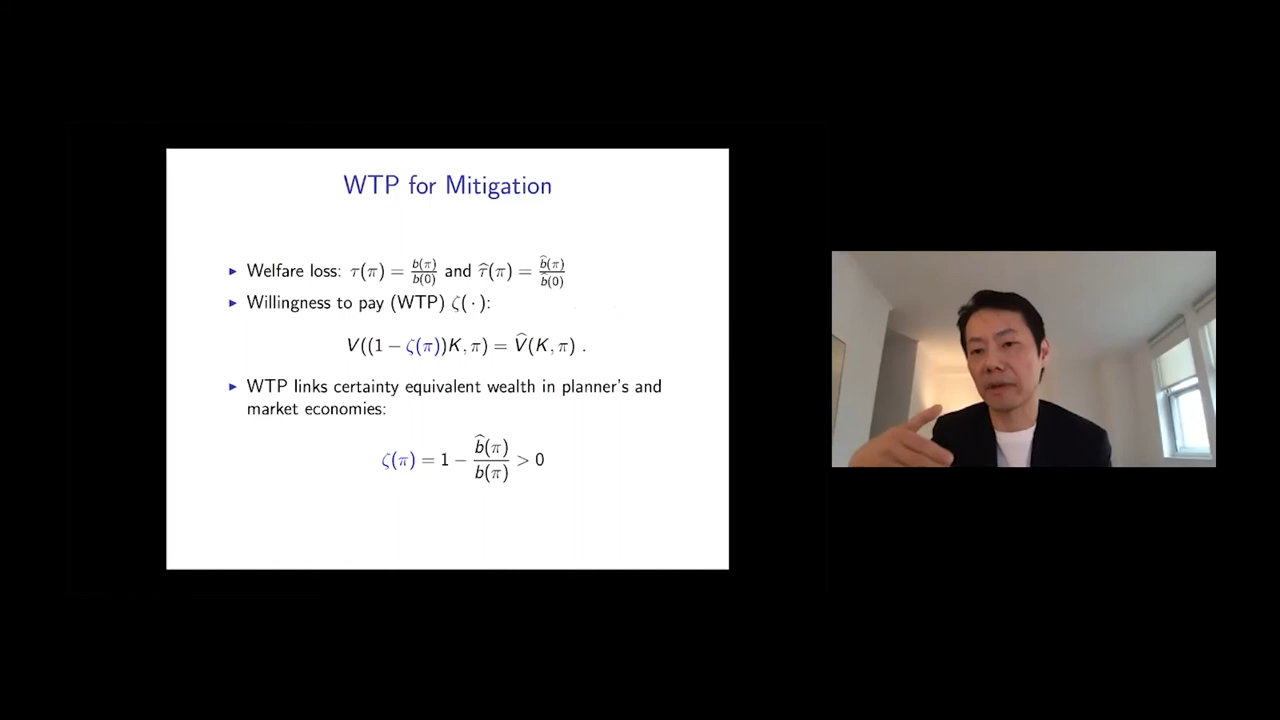 WTP for Mitigation
▶ Welfare loss: τ(π) = b(π)/b(0) and τ̂(π) = b̂(π)/b̂(0)
▶ Willingness to pay (WTP) ζ(·):
V((1 − ζ(π))K, π) = V̂(K, π) .
▶ WTP links certainty equivalent wealth in planner's and
market economies:
ζ(π) = 1 − b̂(π)/b(π) > 0